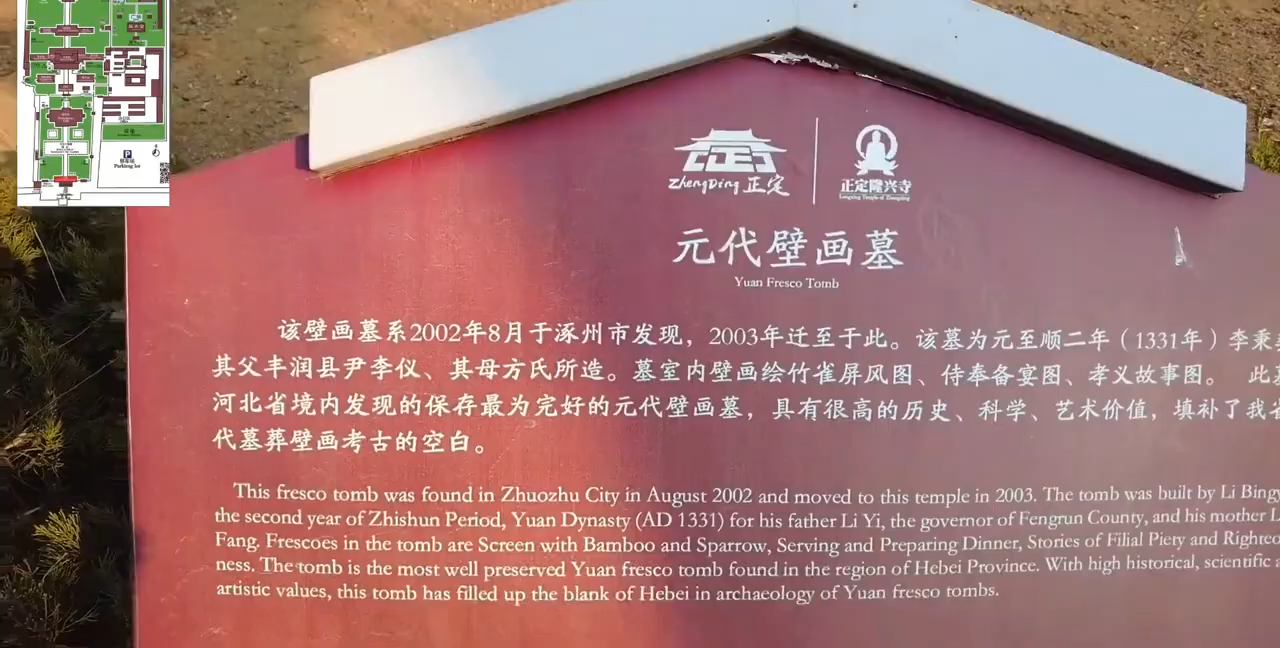 Parking lot
ZhengDing 正定
正定隆兴寺
Longxing Temple of Zhengding
元代壁画墓
Yuan Fresco Tomb
该壁画墓系2002年8月于涿州市发现，2003年迁至于此。该墓为元至顺二年（1331年）李秉
其父丰润县尹李仪、其母方氏所造。墓室内壁画绘竹雀屏风图、侍奉备宴图、孝义故事图。 此
河北省境内发现的保存最为完好的元代壁画墓，具有很高的历史、科学、艺术价值，填补了我
代墓葬壁画考古的空白。
This fresco tomb was found in Zhuozhu City in August 2002 and moved to this temple in 2003. The tomb was built by Li Bingy
the second year of Zhishun Period, Yuan Dynasty (AD 1331) for his father Li Yi, the governor of Fengrun County, and his mother L
Fang. Frescoes in the tomb are Screen with Bamboo and Sparrow, Serving and Preparing Dinner, Stories of Filial Piety and Righteo
ness. The tomb is the most well preserved Yuan fresco tomb found in the region of Hebei Province. With high historical, scientific a
artistic values, this tomb has filled up the blank of Hebei in archaeology of Yuan fresco tombs.